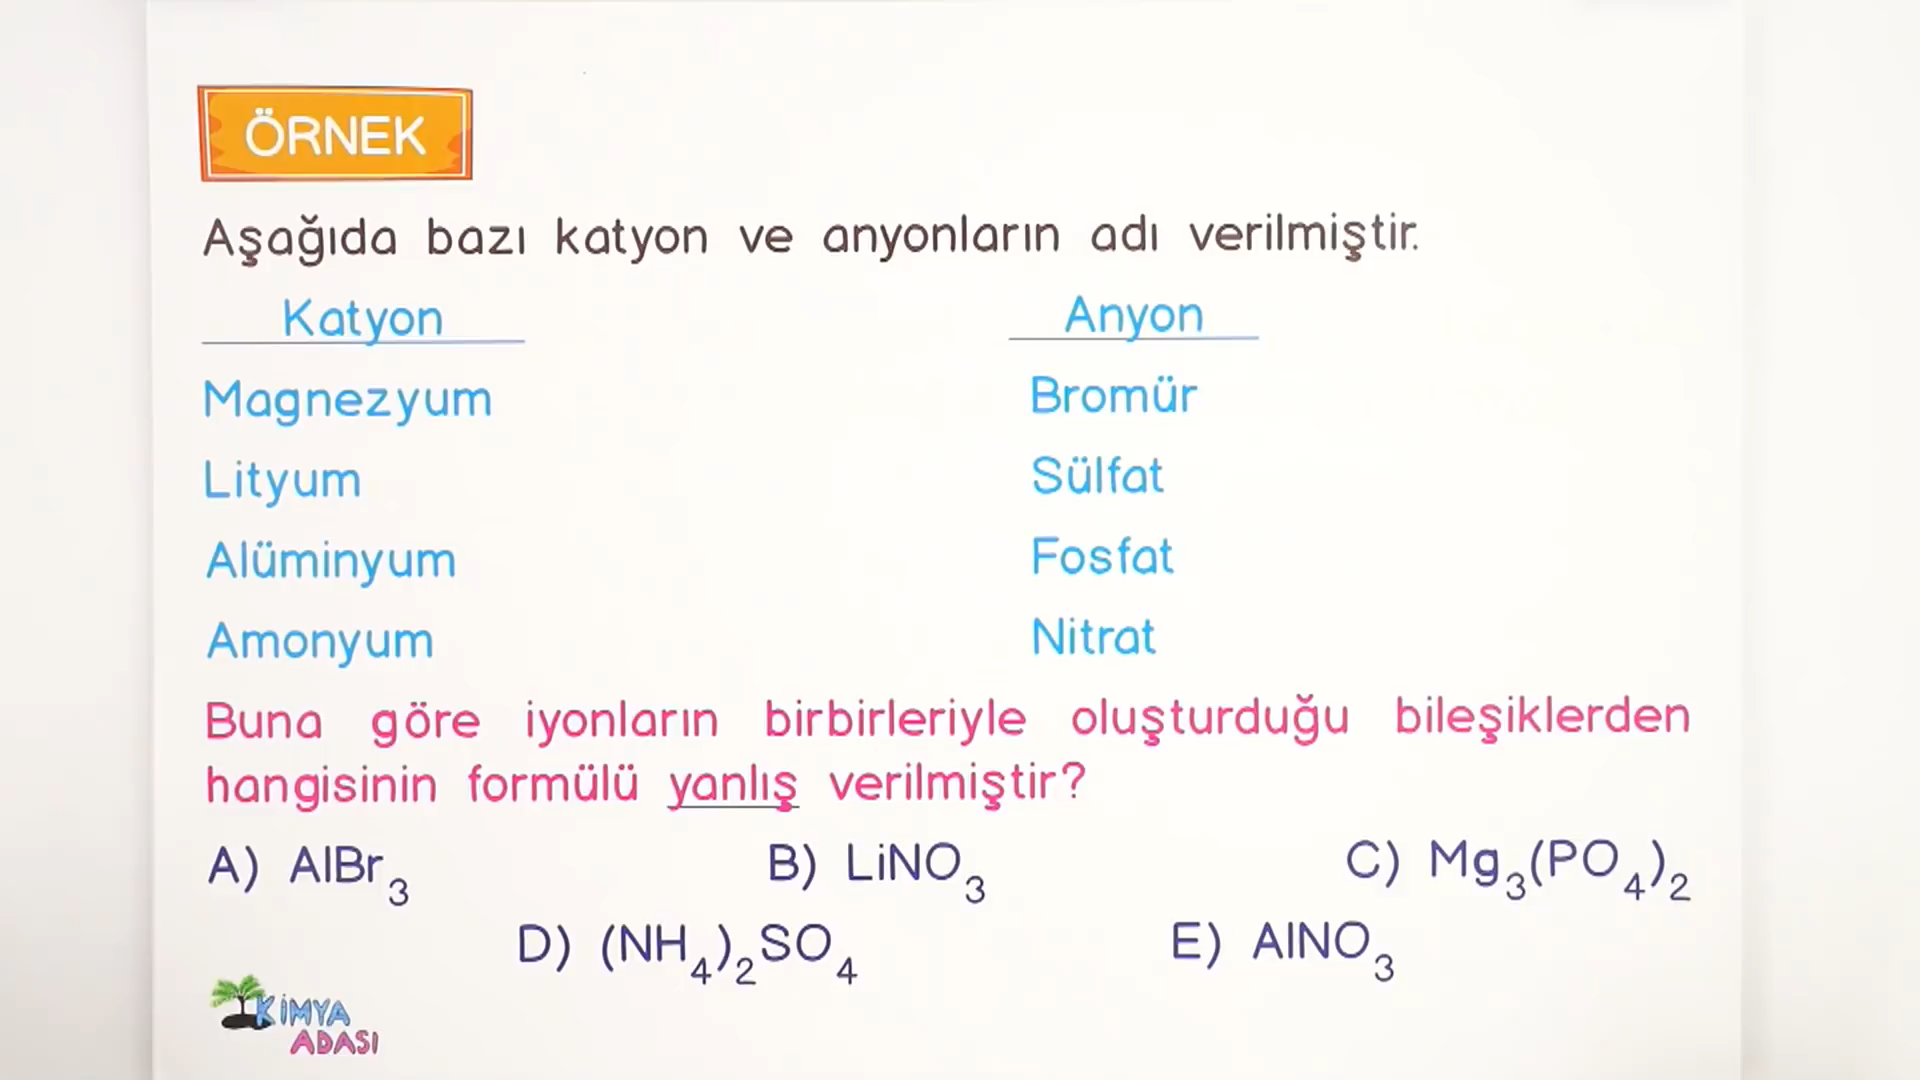 ÖRNEK
Aşağıda bazı katyon ve anyonların adı verilmiştir.
Katyon Anyon
Magnezyum Bromür
Lityum Sülfat
Alüminyum Fosfat
Amonyum Nitrat
Buna göre iyonların birbirleriyle oluşturduğu bileşiklerden
hangisinin formülü yanlış verilmiştir?
A) AlBr₃ B) LiNO₃ C) Mg₃(PO₄)₂
D) (NH₄)₂SO₄ E) AlNO₃
KİMYA
ADASI